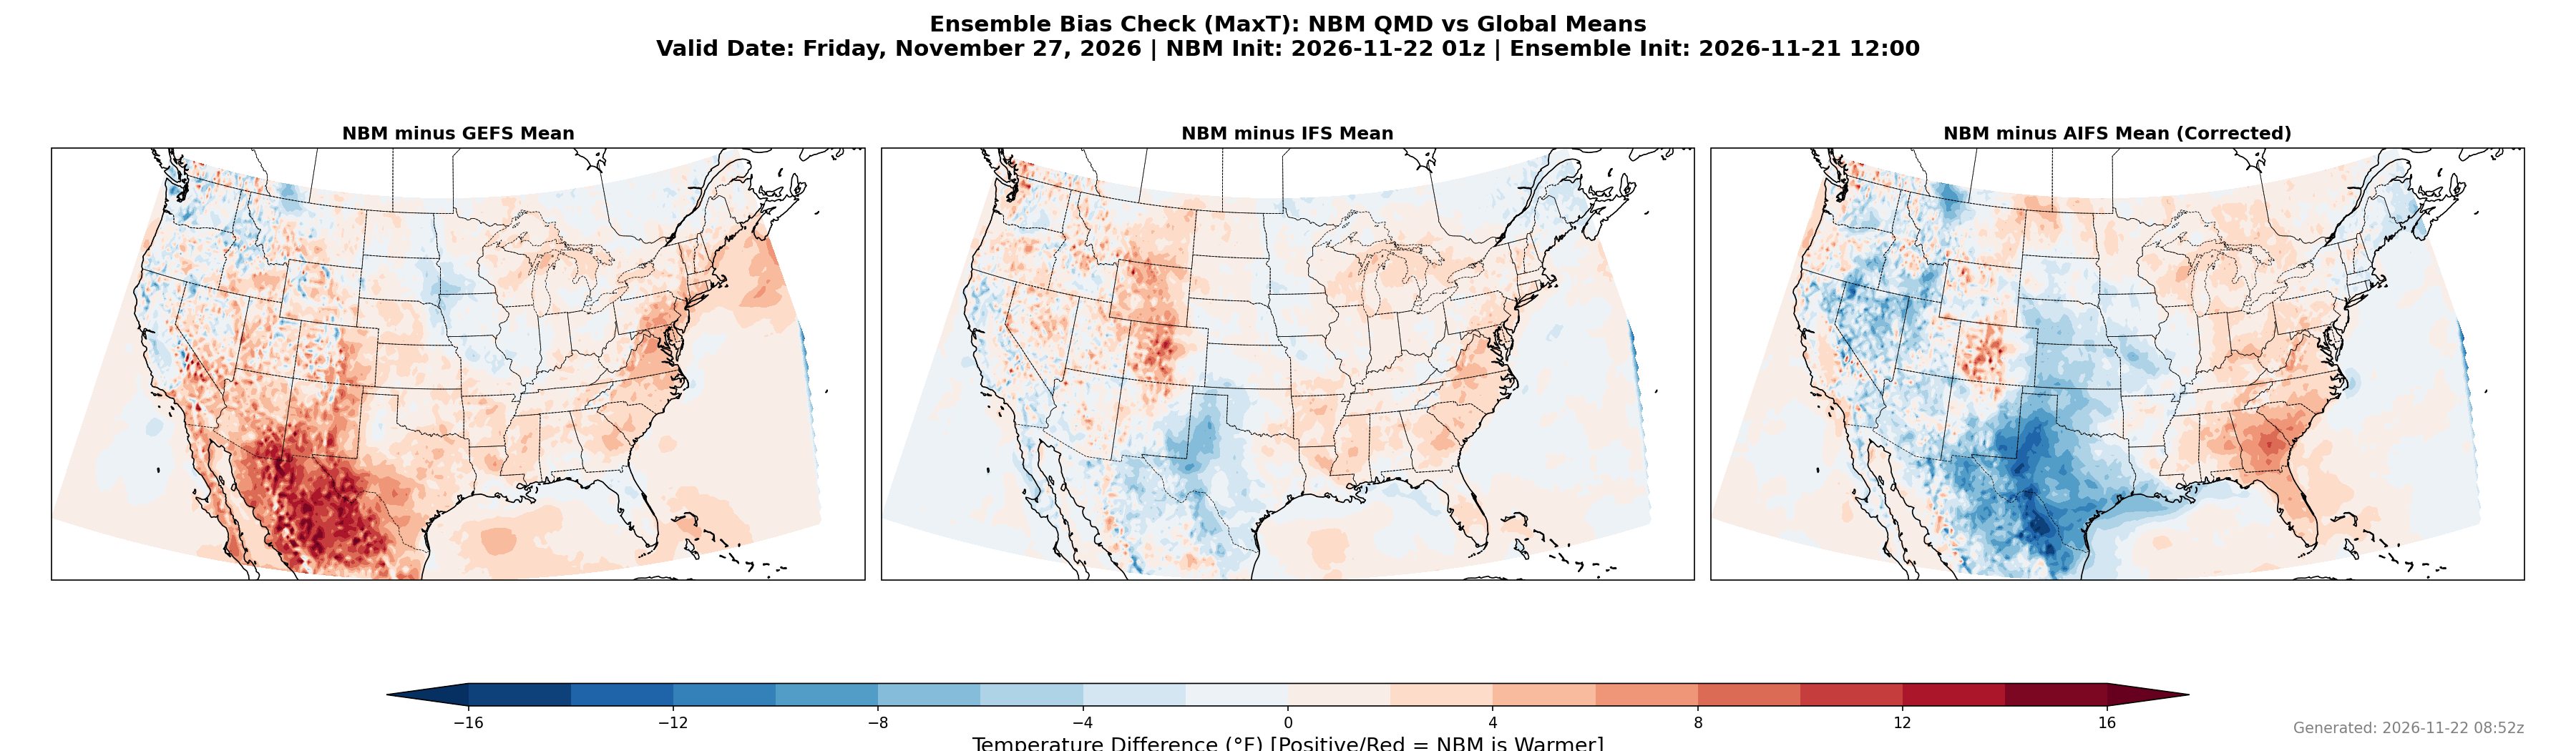 Ensemble Bias Check (MaxT): NBM QMD vs Global Means
Valid Date: Friday, November 27, 2026 | NBM Init: 2026-11-22 01z | Ensemble Init: 2026-11-21 12:00
NBM minus GEFS Mean
NBM minus IFS Mean
NBM minus AIFS Mean (Corrected)
−16 −12 −8 −4 0 4 8 12 16
Generated: 2026-11-22 08:52z
Temperature Difference (°F) [Positive/Red = NBM is Warmer]